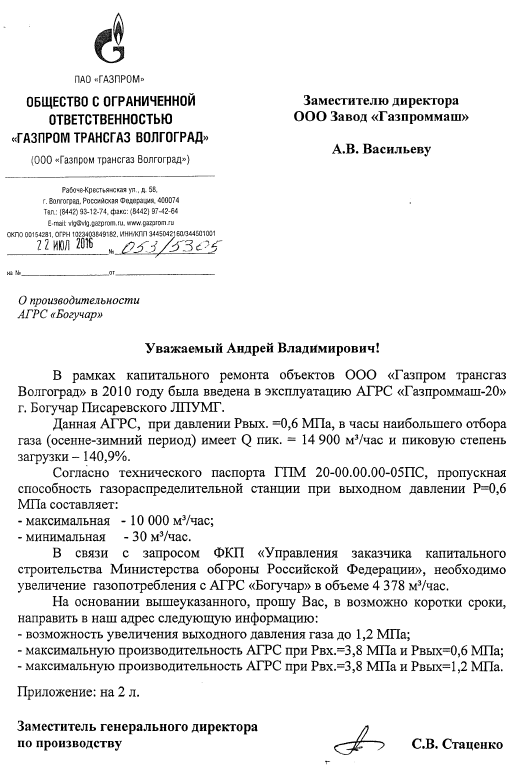 ПАО «ГАЗПРОМ»
ОБЩЕСТВО С ОГРАНИЧЕННОЙ
ОТВЕТСТВЕННОСТЬЮ
«ГАЗПРОМ ТРАНСГАЗ ВОЛГОГРАД»
(ООО «Газпром трансгаз Волгоград»)
Рабоче-Крестьянская ул., д. 58,
г. Волгоград, Российская Федерация, 400074
Тел.: (8442) 93-12-74, факс: (8442) 97-42-64
E-mail: vlg@vlg.gazprom.ru, www.gazprom.ru
ОКПО 00154281, ОГРН 1023403849182, ИНН/КПП 3445042160/344501001
22 ИЮЛ 2016 № 053/5305
на № от
Заместителю директора
ООО Завод «Газпроммаш»
А.В. Васильеву
О производительности
АГРС «Богучар»
Уважаемый Андрей Владимирович!
В рамках капитального ремонта объектов ООО «Газпром трансгаз
Волгоград» в 2010 году была введена в эксплуатацию АГРС «Газпроммаш-20»
г. Богучар Писаревского ЛПУМГ.
Данная АГРС, при давлении Рвых. =0,6 МПа, в часы наибольшего отбора
газа (осенне-зимний период) имеет Q пик. = 14 900 м³/час и пиковую степень
загрузки – 140,9%.
Согласно технического паспорта ГПМ 20-00.00.00-05ПС, пропускная
способность газораспределительной станции при выходном давлении Р=0,6
МПа составляет:
- максимальная - 10 000 м³/час;
- минимальная - 30 м³/час.
В связи с запросом ФКП «Управления заказчика капитального
строительства Министерства обороны Российской Федерации», необходимо
увеличение газопотребления с АГРС «Богучар» в объеме 4 378 м³/час.
На основании вышеуказанного, прошу Вас, в возможно коротки сроки,
направить в наш адрес следующую информацию:
- возможность увеличения выходного давления газа до 1,2 МПа;
- максимальную производительность АГРС при Рвх.=3,8 МПа и Рвых=0,6 МПа;
- максимальную производительность АГРС при Рвх.=3,8 МПа и Рвых=1,2 МПа.
Приложение: на 2 л.
Заместитель генерального директора
по производству С.В. Стаценко